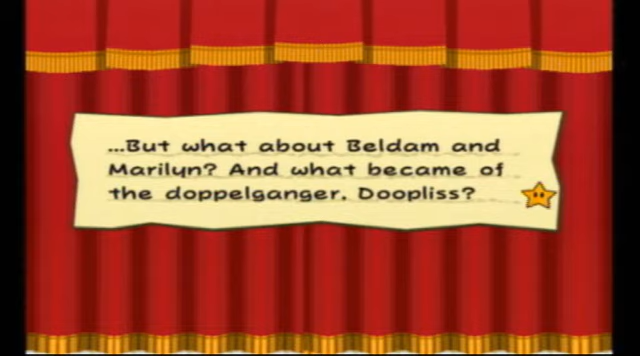 ...But what about Beldam and
Marilyn? And what became of
the doppelganger, Doopliss?